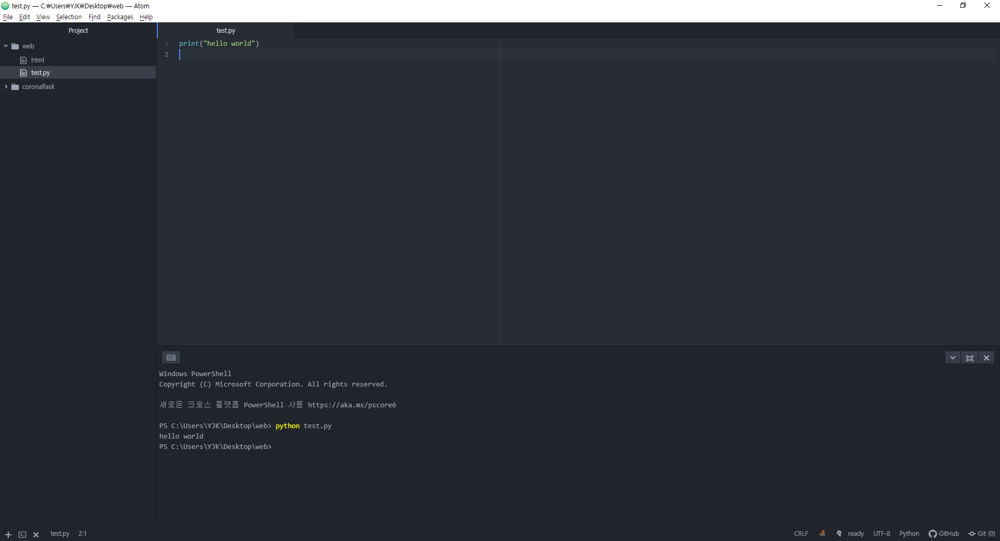 test.py — C:₩Users₩YJK₩Desktop₩web — Atom
File Edit View Selection Find Packages Help
Project
test.py
web
html
test.py
coronaflask
1 print("hello world")
2
Windows PowerShell
Copyright (C) Microsoft Corporation. All rights reserved.
새로운 크로스 플랫폼 PowerShell 사용 https://aka.ms/pscore6
PS C:\Users\YJK\Desktop\web> python test.py
hello world
PS C:\Users\YJK\Desktop\web>
test.py 2:1 CRLF ready UTF-8 Python GitHub Git (0)